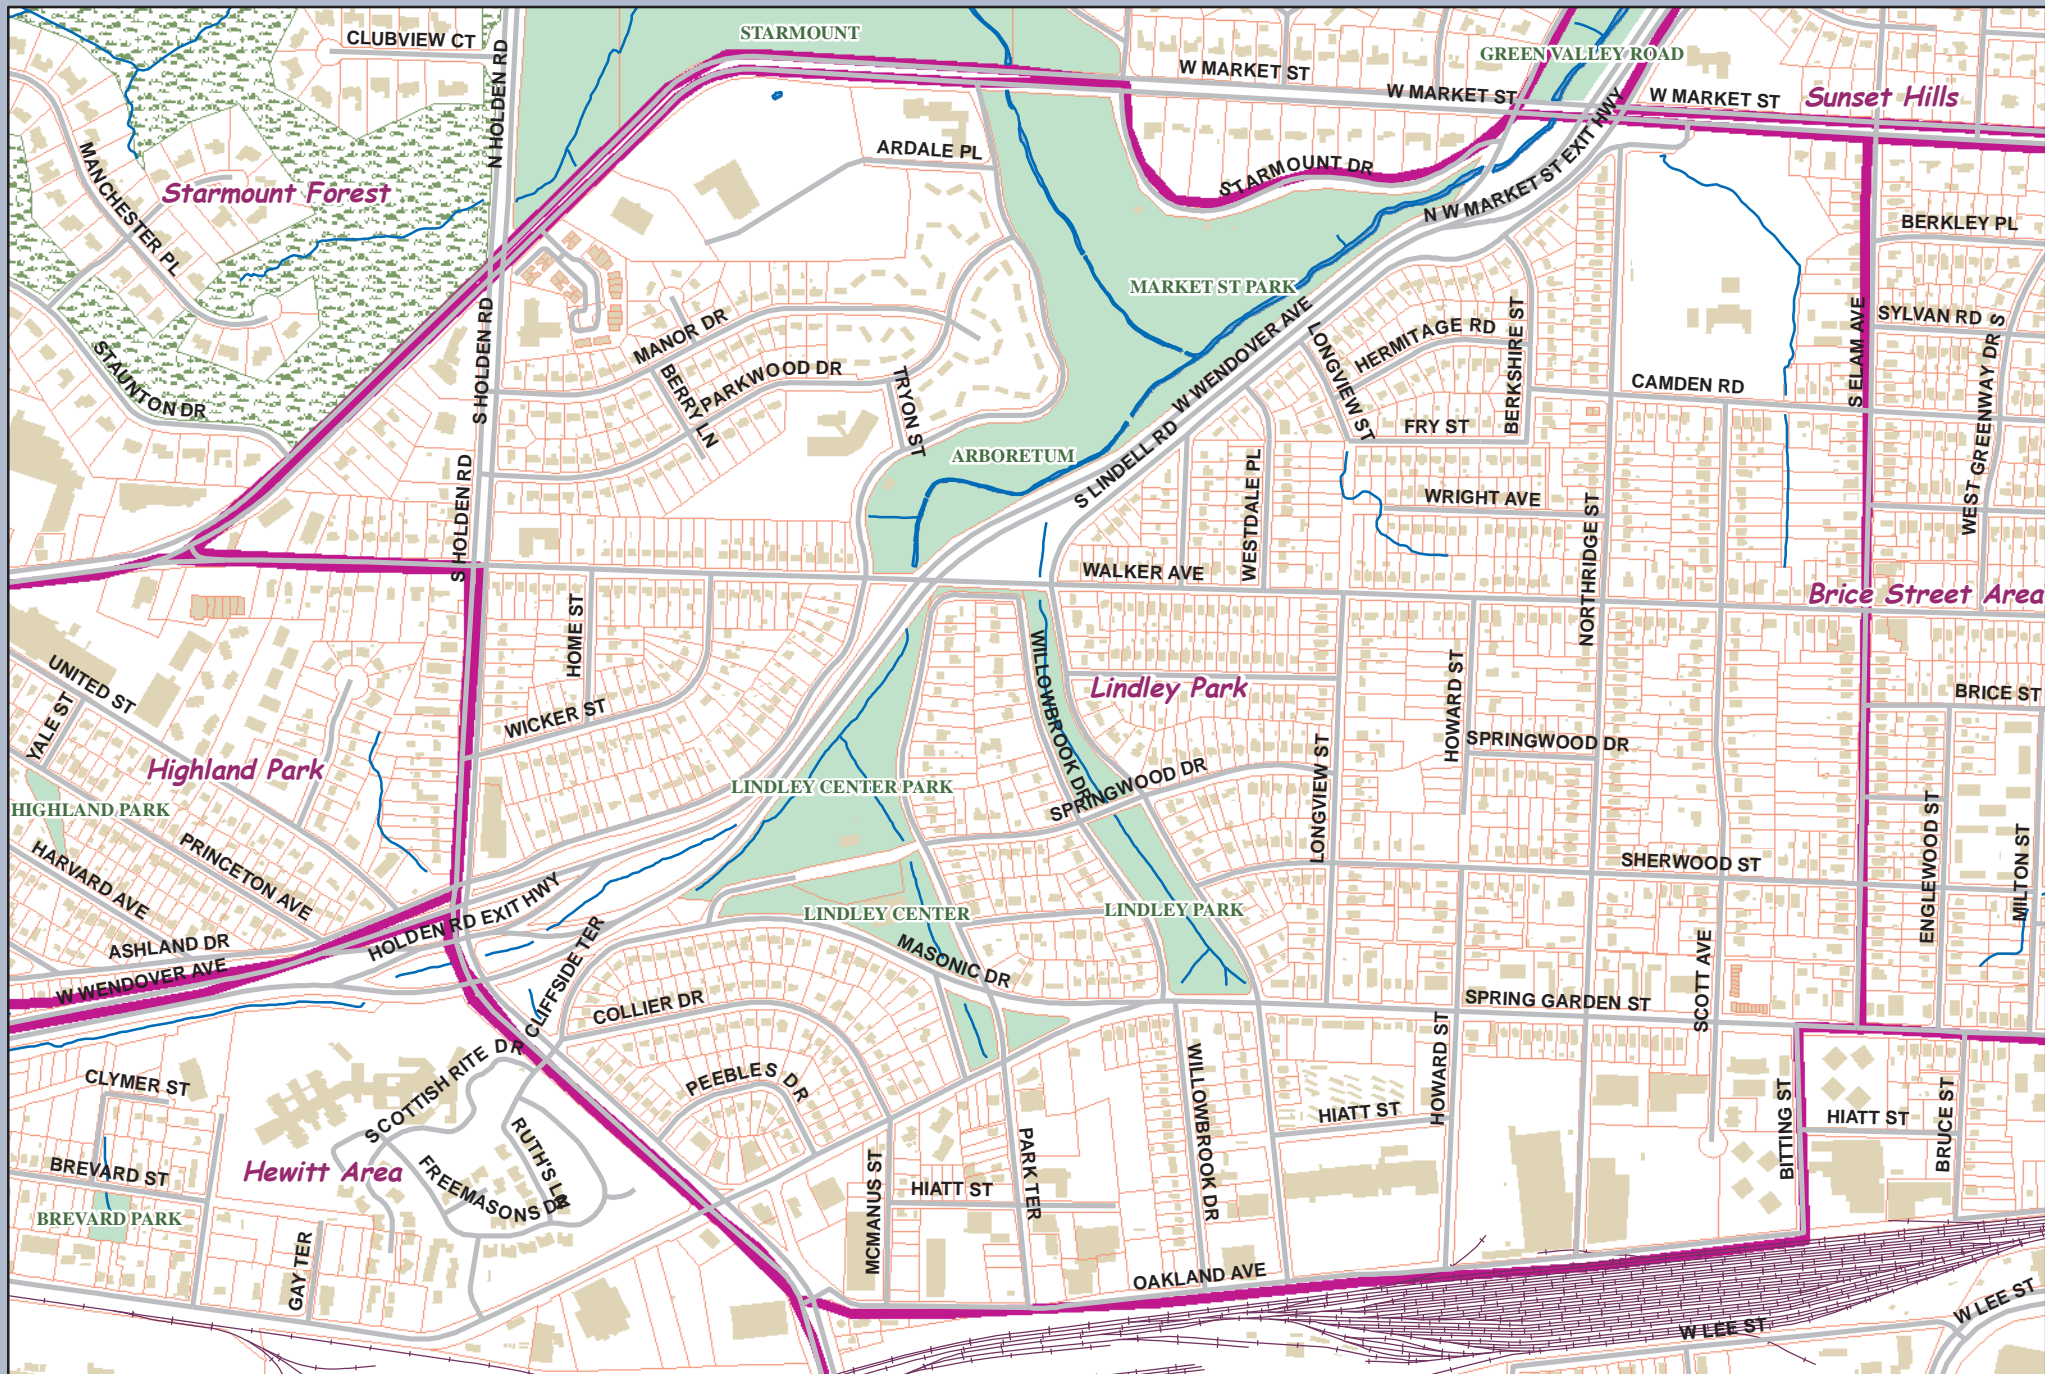 CLUBVIEW CT
STARMOUNT
GREEN VALLEY ROAD
N HOLDEN RD
W MARKET ST
W MARKET ST
W MARKET ST
Sunset Hills
MANCHESTER PL
Starmount Forest
ARDALE PL
STARMOUNT DR
N W MARKET ST EXIT HWY
BERKLEY PL
MARKET ST PARK
S HOLDEN RD
MANOR DR
W WENDOVER AVE
LONGVIEW ST
HERMITAGE RD
BERKSHIRE ST
S ELAM AVE
SYLVAN RD
WEST GREENWAY DR S
STAUNTON DR
BERRY LN
PARKWOOD DR
TRYON ST
CAMDEN RD
FRY ST
ARBORETUM
S LINDELL RD
WESTDALE PL
WRIGHT AVE
NORTHRIDGE ST
S HOLDEN RD
WALKER AVE
Brice Street Area
HOME ST
UNITED ST
YALE ST
WICKER ST
WILLOWBROOK DR
Lindley Park
HOWARD ST
BRICE ST
SPRINGWOOD DR
Highland Park
HIGHLAND PARK
LINDLEY CENTER PARK
SPRINGWOOD DR
LONGVIEW ST
ENGLEWOOD ST
MILTON ST
HARVARD AVE
PRINCETON AVE
SHERWOOD ST
HOLDEN RD EXIT HWY
LINDLEY CENTER
LINDLEY PARK
ASHLAND DR
W WENDOVER AVE
CLIFFSIDE TER
MASONIC DR
SCOTT AVE
COLLIER DR
SPRING GARDEN ST
SCOTTISH RITE DR
CLYMER ST
PEEBLES DR
WILLOWBROOK DR
HIATT ST
HOWARD ST
BITTING ST
HIATT ST
BRUCE ST
BREVARD ST
Hewitt Area
RUTH'S LN
FREEMASONS DR
MCMANUS ST
HIATT ST
PARK TER
BREVARD PARK
GAY TER
OAKLAND AVE
W LEE ST
W LEE ST